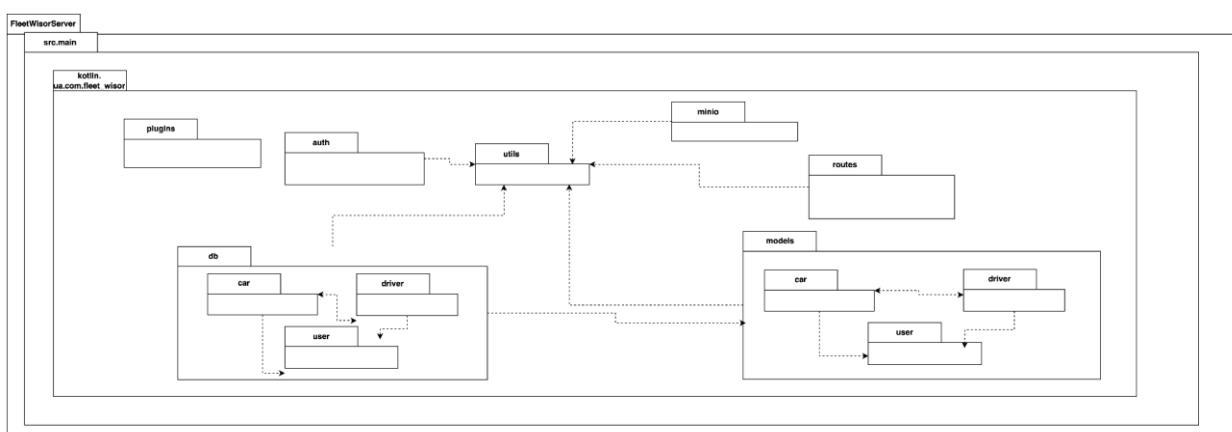 FleetWisorServer
src.main
kotlin.
ua.com.fleet_wisor
plugins
auth
utils
minio
routes
db
car
driver
user
models
car
driver
user